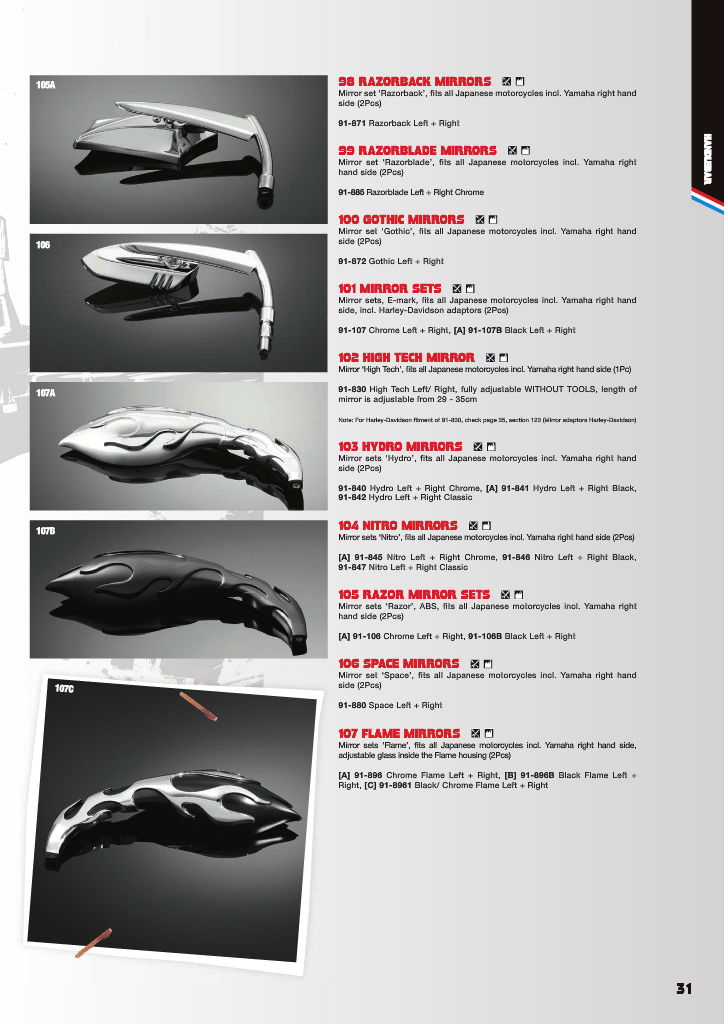 105A
106
107A
107B
107C
98 RAZORBACK MIRRORS
Mirror set 'Razorback', fits all Japanese motorcycles incl. Yamaha right hand
side (2Pcs)
91-871 Razorback Left + Right
99 RAZORBLADE MIRRORS
Mirror set 'Razorblade', fits all Japanese motorcycles incl. Yamaha right
hand side (2Pcs)
91-885 Razorblade Left + Right Chrome
100 GOTHIC MIRRORS
Mirror set 'Gothic', fits all Japanese motorcycles incl. Yamaha right hand
side (2Pcs)
91-872 Gothic Left + Right
101 MIRROR SETS
Mirror sets, E-mark, fits all Japanese motorcycles incl. Yamaha right hand
side, incl. Harley-Davidson adaptors (2Pcs)
91-107 Chrome Left + Right, [A] 91-107B Black Left + Right
102 HIGH TECH MIRROR
Mirror 'High Tech', fits all Japanese motorcycles incl. Yamaha right hand side (1Pc)
91-830 High Tech Left/ Right, fully adjustable WITHOUT TOOLS, length of
mirror is adjustable from 29 - 35cm
Note: For Harley-Davidson fitment of 91-830, check page 35, section 123 (Mirror adaptors Harley-Davidson)
103 HYDRO MIRRORS
Mirror sets 'Hydro', fits all Japanese motorcycles incl. Yamaha right hand
side (2Pcs)
91-840 Hydro Left + Right Chrome, [A] 91-841 Hydro Left + Right Black,
91-842 Hydro Left + Right Classic
104 NITRO MIRRORS
Mirror sets 'Nitro', fits all Japanese motorcycles incl. Yamaha right hand side (2Pcs)
[A] 91-845 Nitro Left + Right Chrome, 91-846 Nitro Left + Right Black,
91-847 Nitro Left + Right Classic
105 RAZOR MIRROR SETS
Mirror sets 'Razor', ABS, fits all Japanese motorcycles incl. Yamaha right
hand side (2Pcs)
[A] 91-106 Chrome Left + Right, 91-106B Black Left + Right
106 SPACE MIRRORS
Mirror set 'Space', fits all Japanese motorcycles incl. Yamaha right hand
side (2Pcs)
91-880 Space Left + Right
107 FLAME MIRRORS
Mirror sets 'Flame', fits all Japanese motorcycles incl. Yamaha right hand side,
adjustable glass inside the Flame housing (2Pcs)
[A] 91-896 Chrome Flame Left + Right, [B] 91-896B Black Flame Left +
Right, [C] 91-8961 Black/ Chrome Flame Left + Right
HANDLEBAR
31